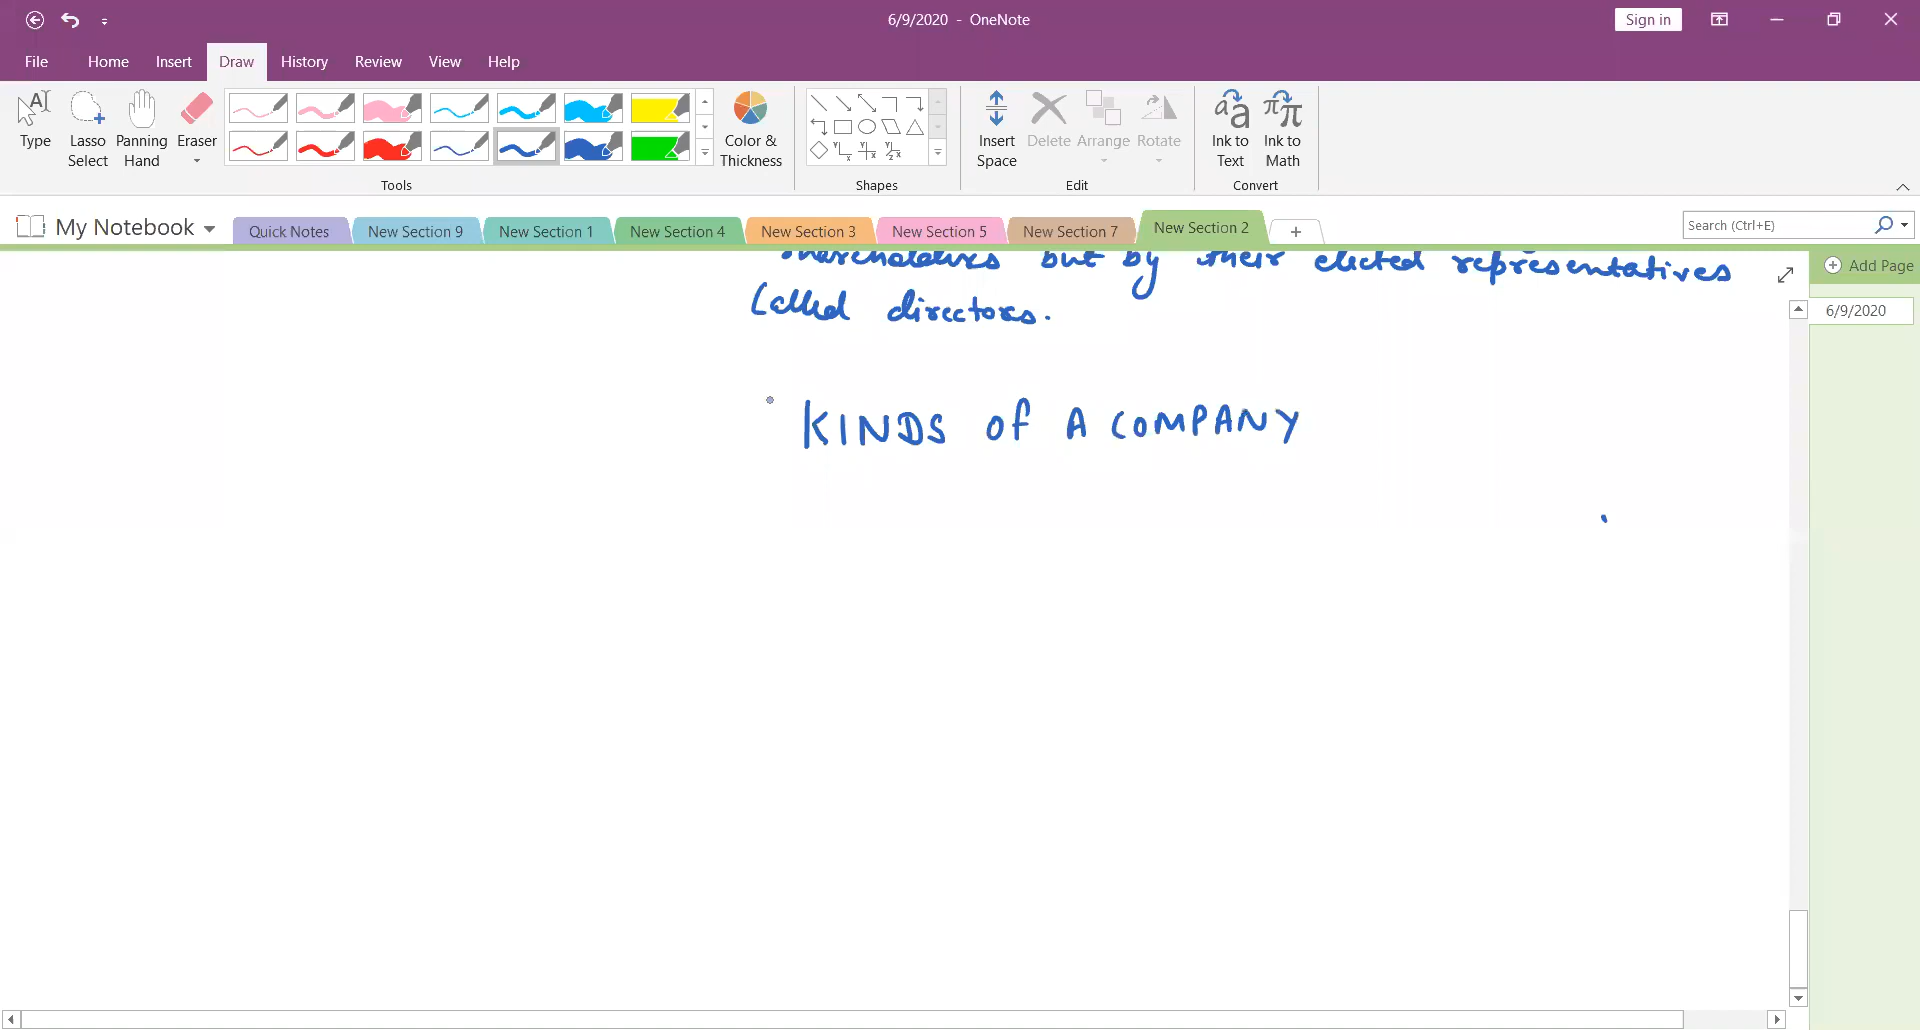 6/9/2020 - OneNote
Sign in
File Home Insert Draw History Review View Help
Type
Lasso Select
Panning Hand
Eraser
Color & Thickness
Insert Space
Delete
Arrange
Rotate
Ink to Text
Ink to Math
Tools
Shapes
Edit
Convert
My Notebook
Quick Notes
New Section 9
New Section 1
New Section 4
New Section 3
New Section 5
New Section 7
New Section 2
Search (Ctrl+E)
Add Page
6/9/2020
shareholders but by their elected representatives
Called directors.
KINDS of A COMPANY